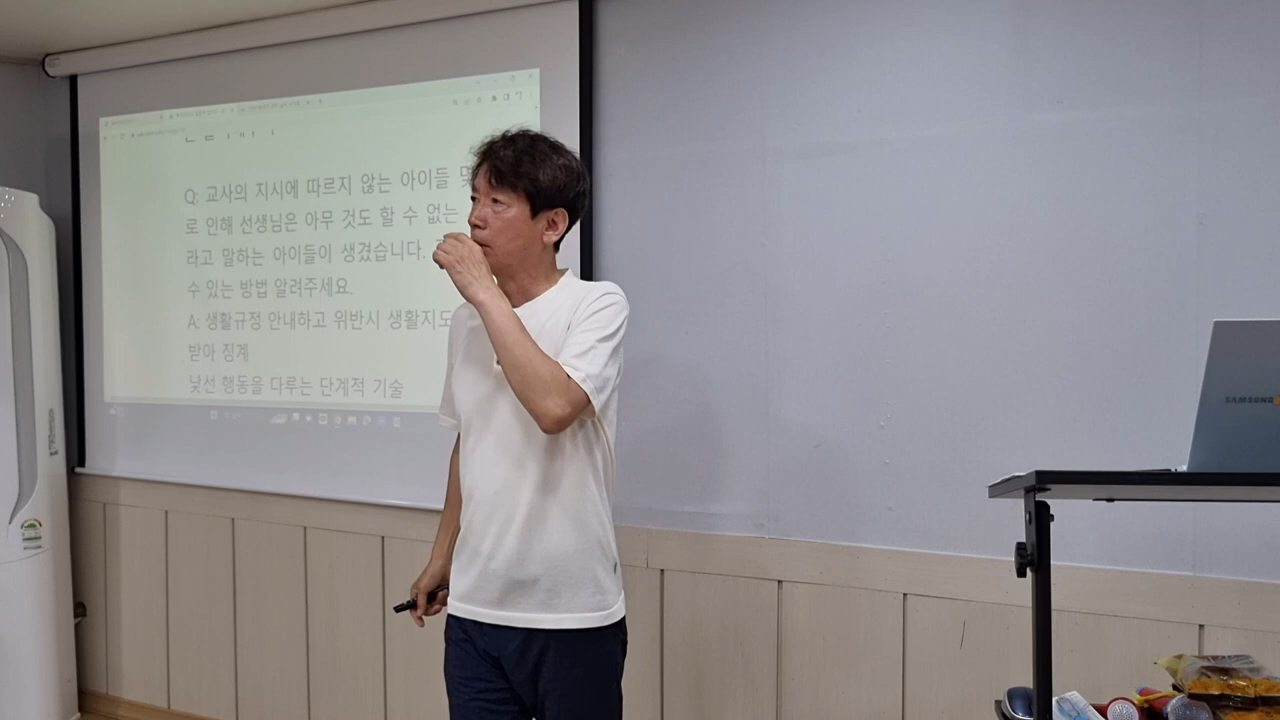 Q: 교사의 지시에 따르지 않는 아이들
로 인해 선생님은 아무 것도 할 수 없는
라고 말하는 아이들이 생겼습니다.
수 있는 방법 알려주세요.
A: 생활규정 안내하고 위반시 생활지도
받아 징계
낯선 행동을 다루는 단계적 기술
SAMSUNG